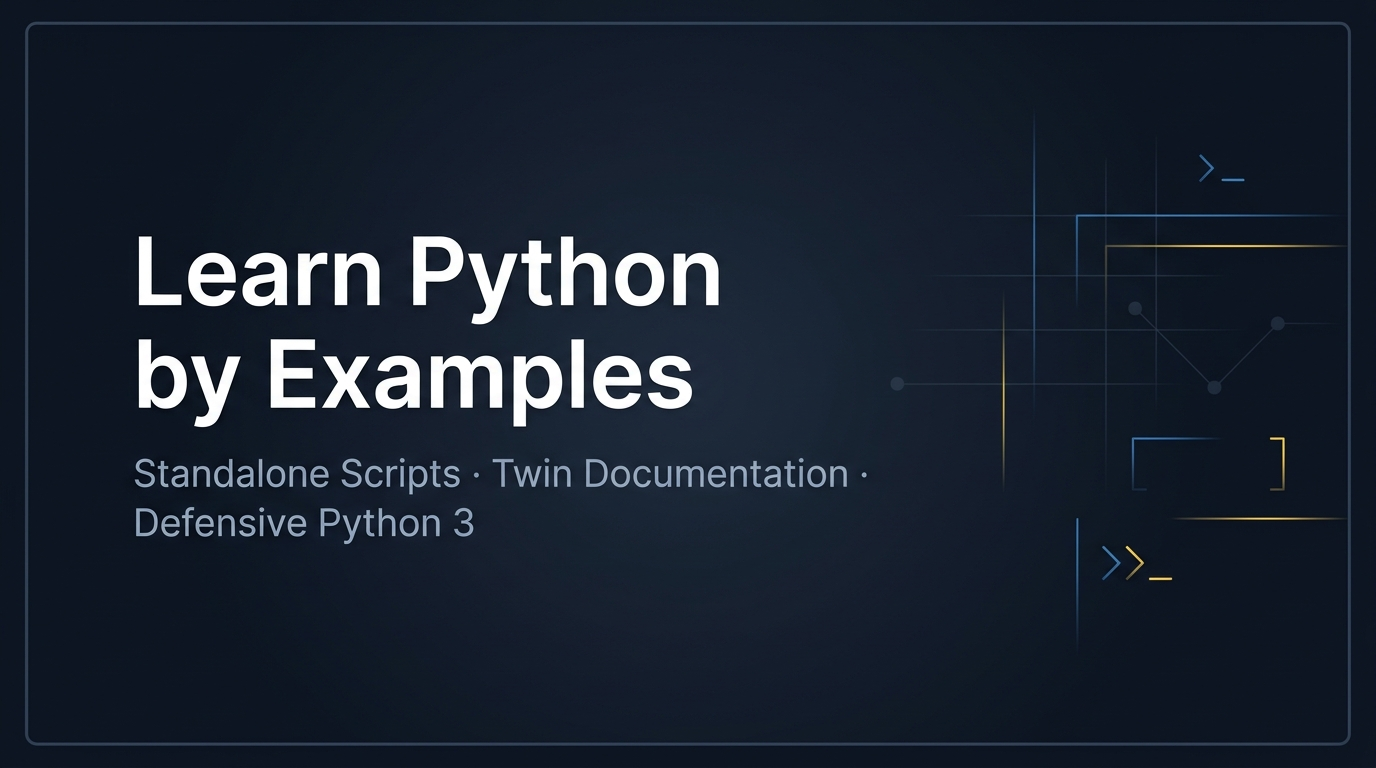 Learn Python
by Examples
Standalone Scripts · Twin Documentation ·
Defensive Python 3
>_
>>_